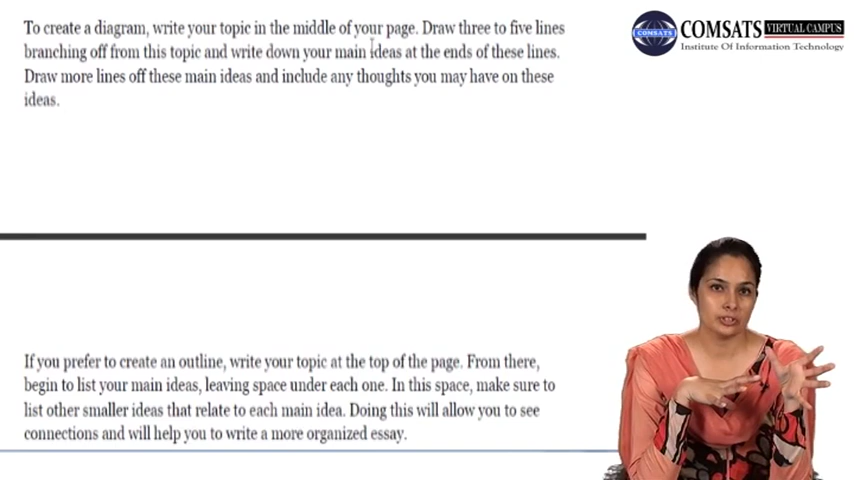 To create a diagram, write your topic in the middle of your page. Draw three to five lines
branching off from this topic and write down your main ideas at the ends of these lines.
Draw more lines off these main ideas and include any thoughts you may have on these
ideas.
COMSATS
COMSATS VIRTUAL CAMPUS
Institute Of Information Technology
If you prefer to create an outline, write your topic at the top of the page. From there,
begin to list your main ideas, leaving space under each one. In this space, make sure to
list other smaller ideas that relate to each main idea. Doing this will allow you to see
connections and will help you to write a more organized essay.